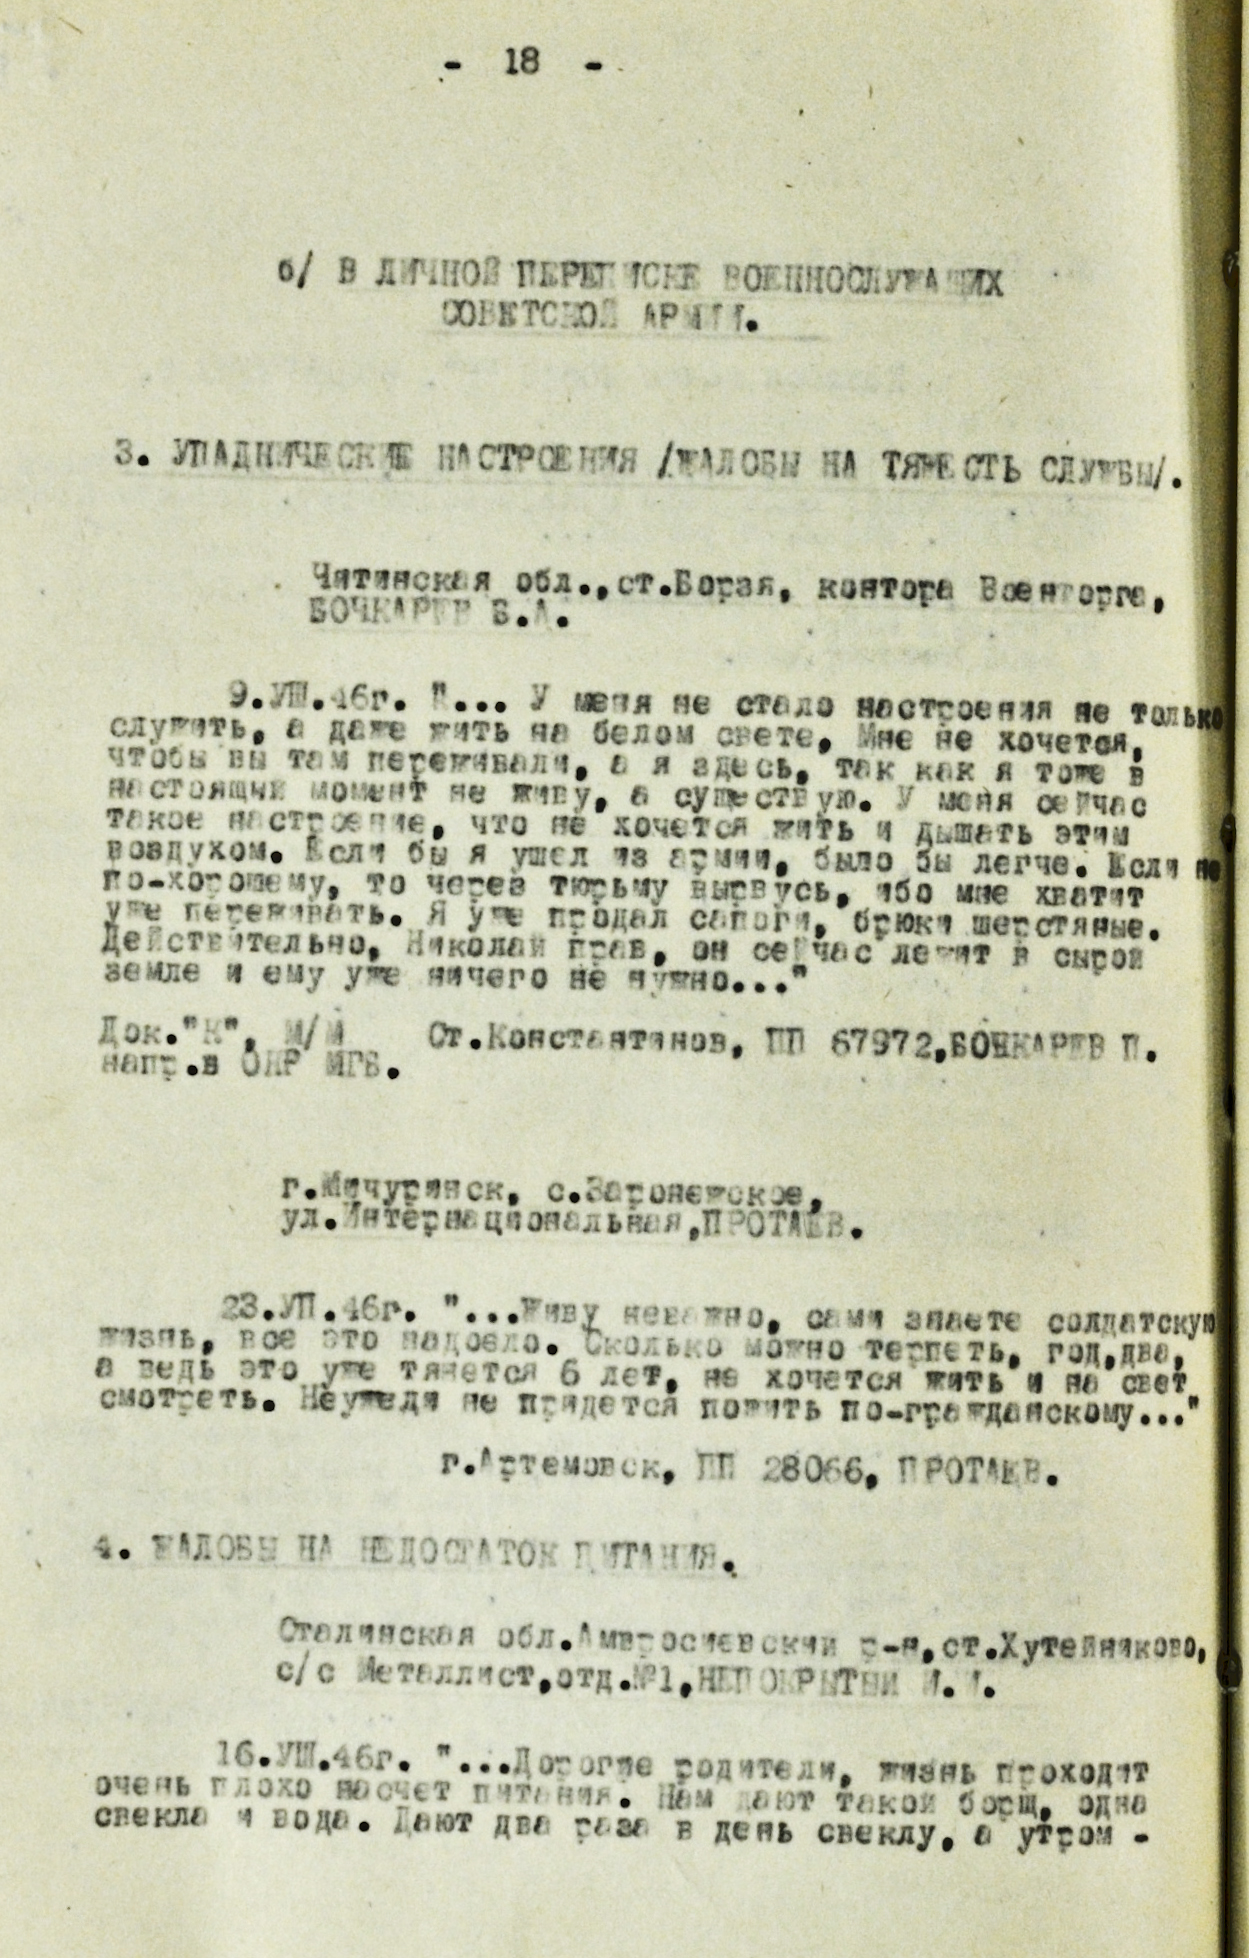 - 18 -
б/ В ЛИЧНОЙ ПЕРЕПИСКЕ ВОЕННОСЛУЖАЩИХ
СОВЕТСКОЙ АРМИИ.
3. УПАДНИЧЕСКИЕ НАСТРОЕНИЯ /ЖАЛОБЫ НА ТЯЖЕСТЬ СЛУЖБЫ/.
Читинская обл.,ст.Борзя, контора Военторга,
БОЧКАРЕВ В.А.
9.УШ.46г. "... У меня не стало настроения не только
служить, а даже жить на белом свете. Мне не хочется,
чтобы вы там переживали, а я здесь, так как я тоже в
настоящий момент не живу, а существую. У меня сейчас
такое настроение, что не хочется жить и дышать этим
воздухом. Если бы я ушел из армии, было бы легче. Если не
по-хорошему, то через тюрьму вырвусь, ибо мне хватит
уже переживать. Я уже продал сапоги, брюки шерстяные.
Действительно, Николай прав, он сейчас лежит в сырой
земле и ему уже ничего не нужно..."
Док."К", м/м Ст.Константинов, ПП 67972,БОЧКАРЕВ П.
напр.в ОКР МГБ.
г.Мичуринск, с.Заронежское,
ул.Интернациональная,ПРОТАЕВ.
23.УП.46г. "...Живу неважно, сами знаете солдатскую
жизнь, все это надоело. Сколько можно терпеть, год,два,
а ведь это уже тянется 6 лет, не хочется жить и на свет
смотреть. Неужели не придется пожить по-гражданскому..."
г.Артемовск, ПП 28066, ПРОТАЕВ.
4. ЖАЛОБЫ НА НЕДОСТАТОК ПИТАНИЯ.
Сталинская обл.Амвросиевский р-н,ст.Хутейниково,
с/с Металлист,отд.№1,НЕПОКРЫТЫЙ И.И.
16.УШ.46г. "...Дорогие родители, жизнь проходит
очень плохо насчет питания. Нам дают такой борщ, одна
свекла и вода. Дают два раза в день свеклу, а утром -